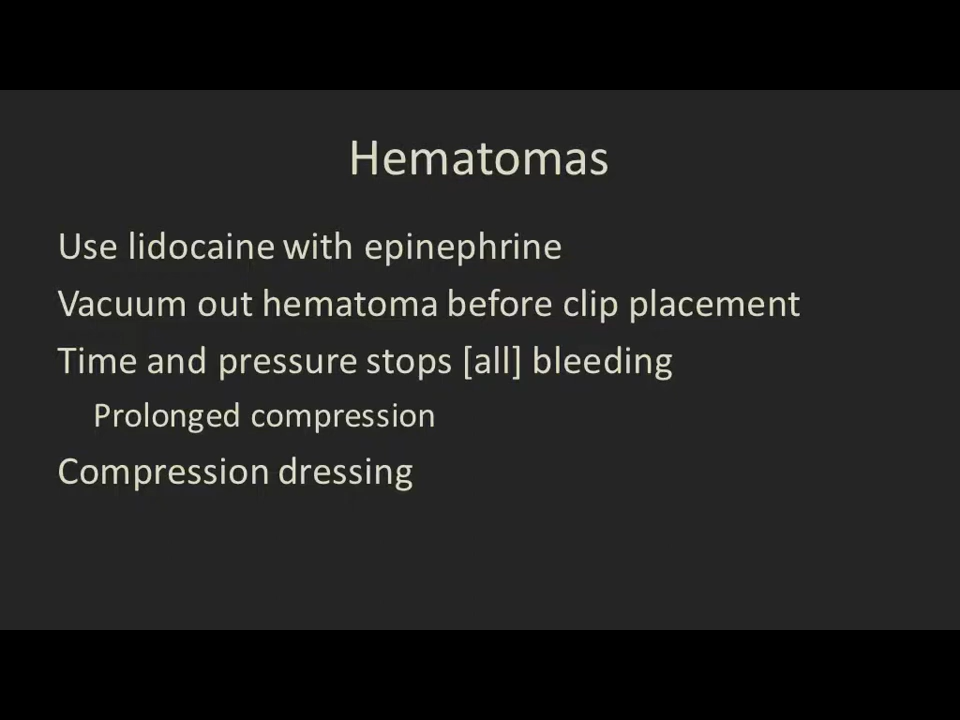 Hematomas
Use lidocaine with epinephrine
Vacuum out hematoma before clip placement
Time and pressure stops [all] bleeding
Prolonged compression
Compression dressing